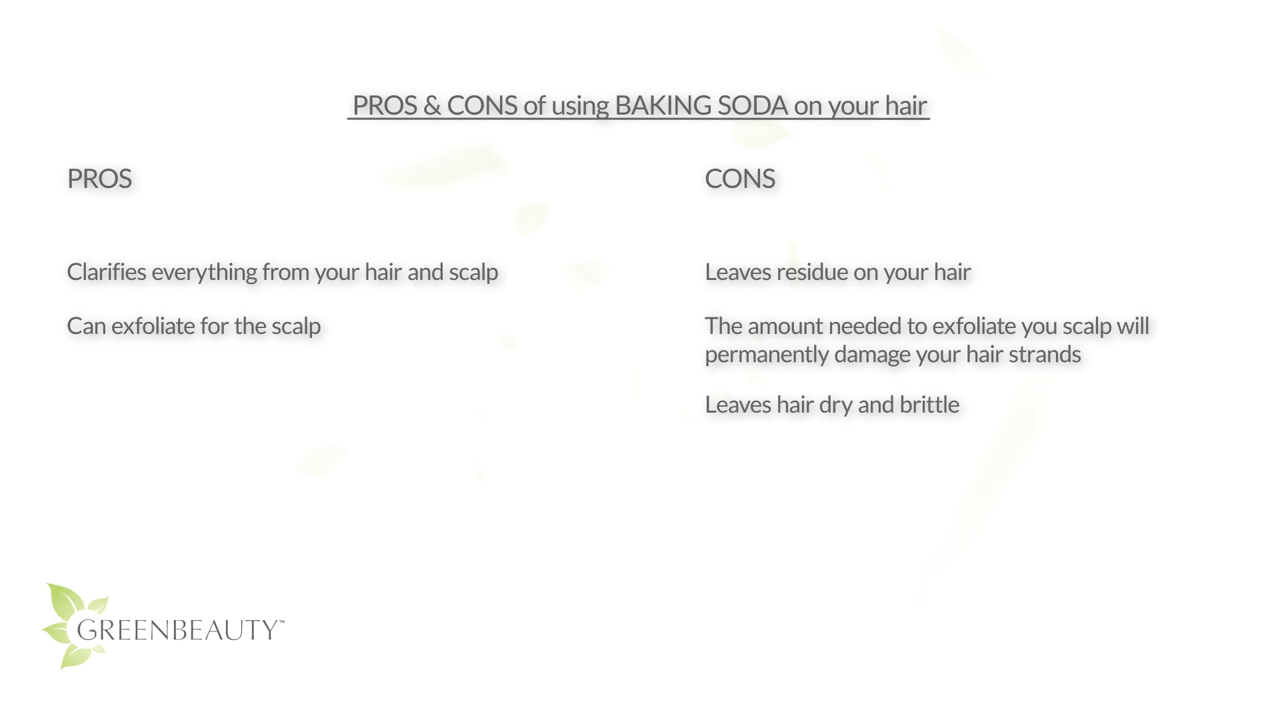 PROS & CONS of using BAKING SODA on your hair
PROS
CONS
Clarifies everything from your hair and scalp
Can exfoliate for the scalp
Leaves residue on your hair
The amount needed to exfoliate you scalp will
permanently damage your hair strands
Leaves hair dry and brittle
GREENBEAUTY™